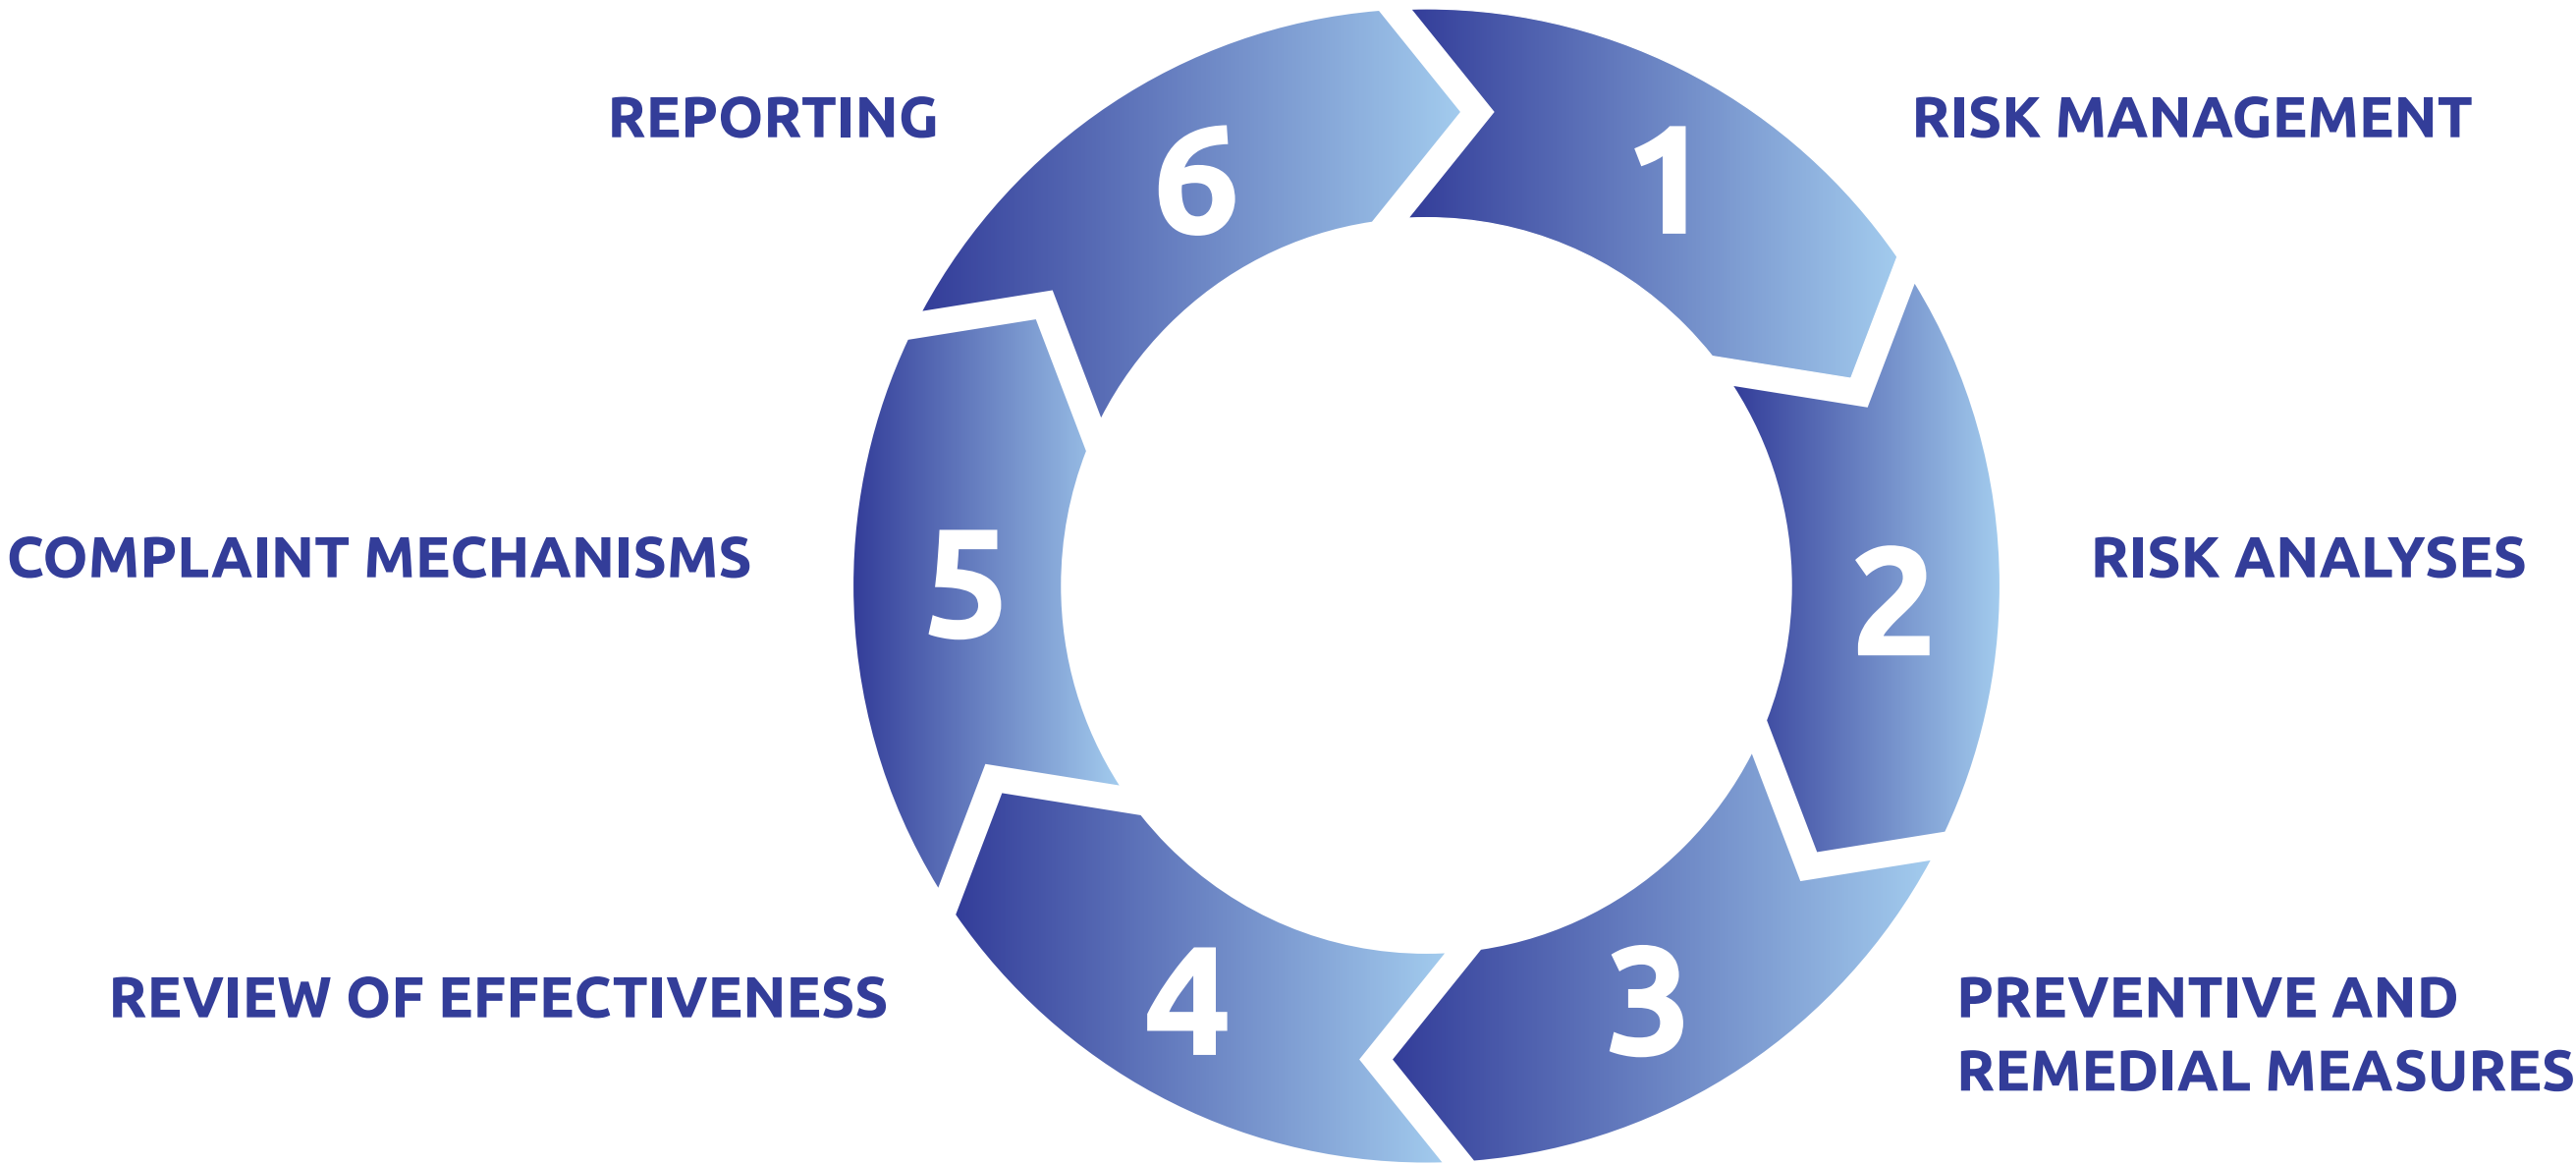 1
RISK MANAGEMENT
2
RISK ANALYSES
3
PREVENTIVE AND
REMEDIAL MEASURES
4
REVIEW OF EFFECTIVENESS
5
COMPLAINT MECHANISMS
6
REPORTING